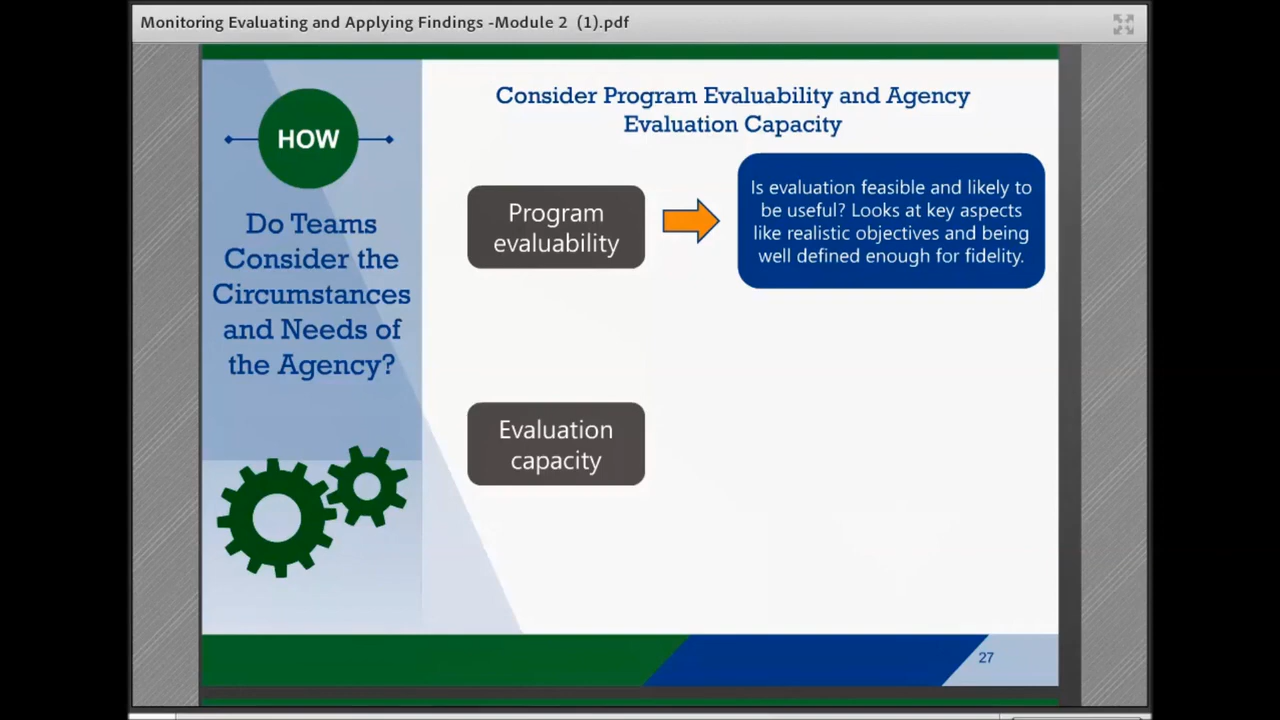 Monitoring Evaluating and Applying Findings -Module 2 (1).pdf
HOW
Do Teams
Consider the
Circumstances
and Needs of
the Agency?
Consider Program Evaluability and Agency
Evaluation Capacity
Program
evaluability
Is evaluation feasible and likely to
be useful? Looks at key aspects
like realistic objectives and being
well defined enough for fidelity.
Evaluation
capacity
27